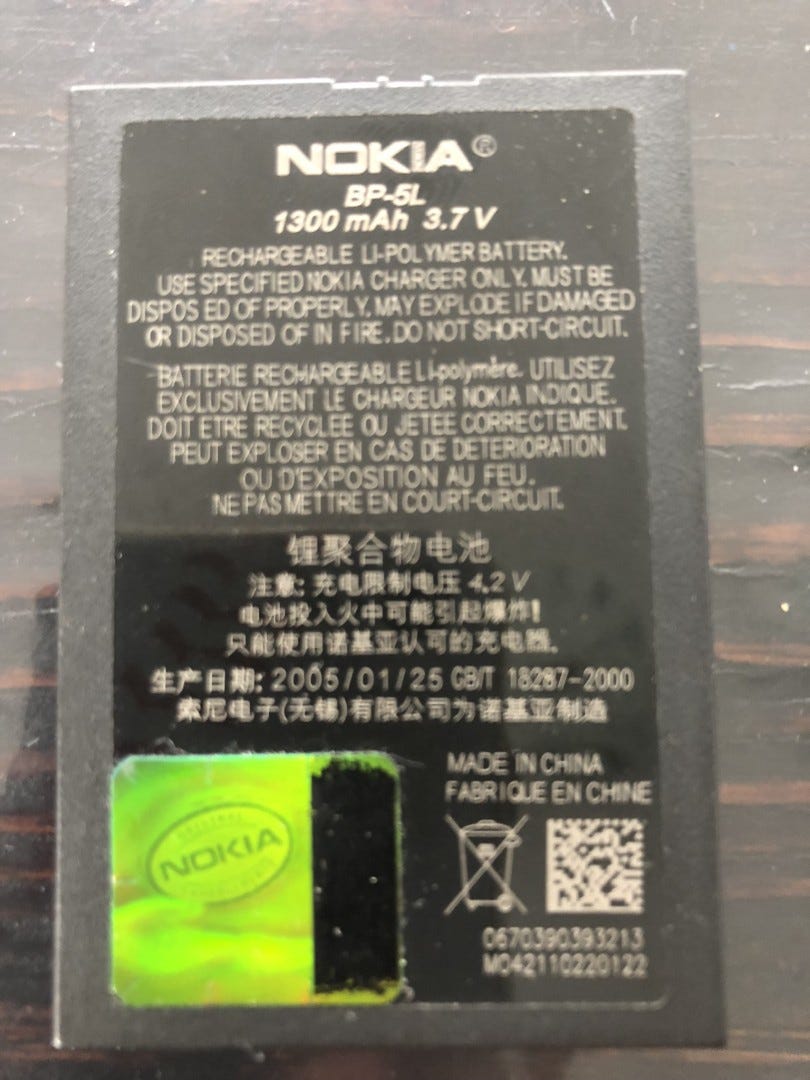 NOKIA®
BP-5L
1300 mAh 3.7 V
RECHARGEABLE LI-POLYMER BATTERY.
USE SPECIFIED NOKIA CHARGER ONLY. MUST BE
DISPOS ED OF PROPERLY. MAY EXPLODE IF DAMAGED
OR DISPOSED OF IN FIRE. DO NOT SHORT-CIRCUIT.
BATTERIE RECHARGEABLE Li-polymère. UTILISEZ
EXCLUSIVEMENT LE CHARGEUR NOKIA INDIQUE.
DOIT ETRE RECYCLEE OU JETEE CORRECTEMENT.
PEUT EXPLOSER EN CAS DE DETERIORATION
OU D'EXPOSITION AU FEU.
NE PAS METTRE EN COURT-CIRCUIT.
锂聚合物电池
注意: 充电限制电压 4.2 V
电池投入火中可能引起爆炸!
只能使用诺基亚认可的充电器.
生产日期: 2005/01/25 GB/T 18287-2000
索尼电子(无锡)有限公司为诺基亚制造
MADE IN CHINA
FABRIQUE EN CHINE
ORIGINAL
NOKIA
0670390393213
M042110220122